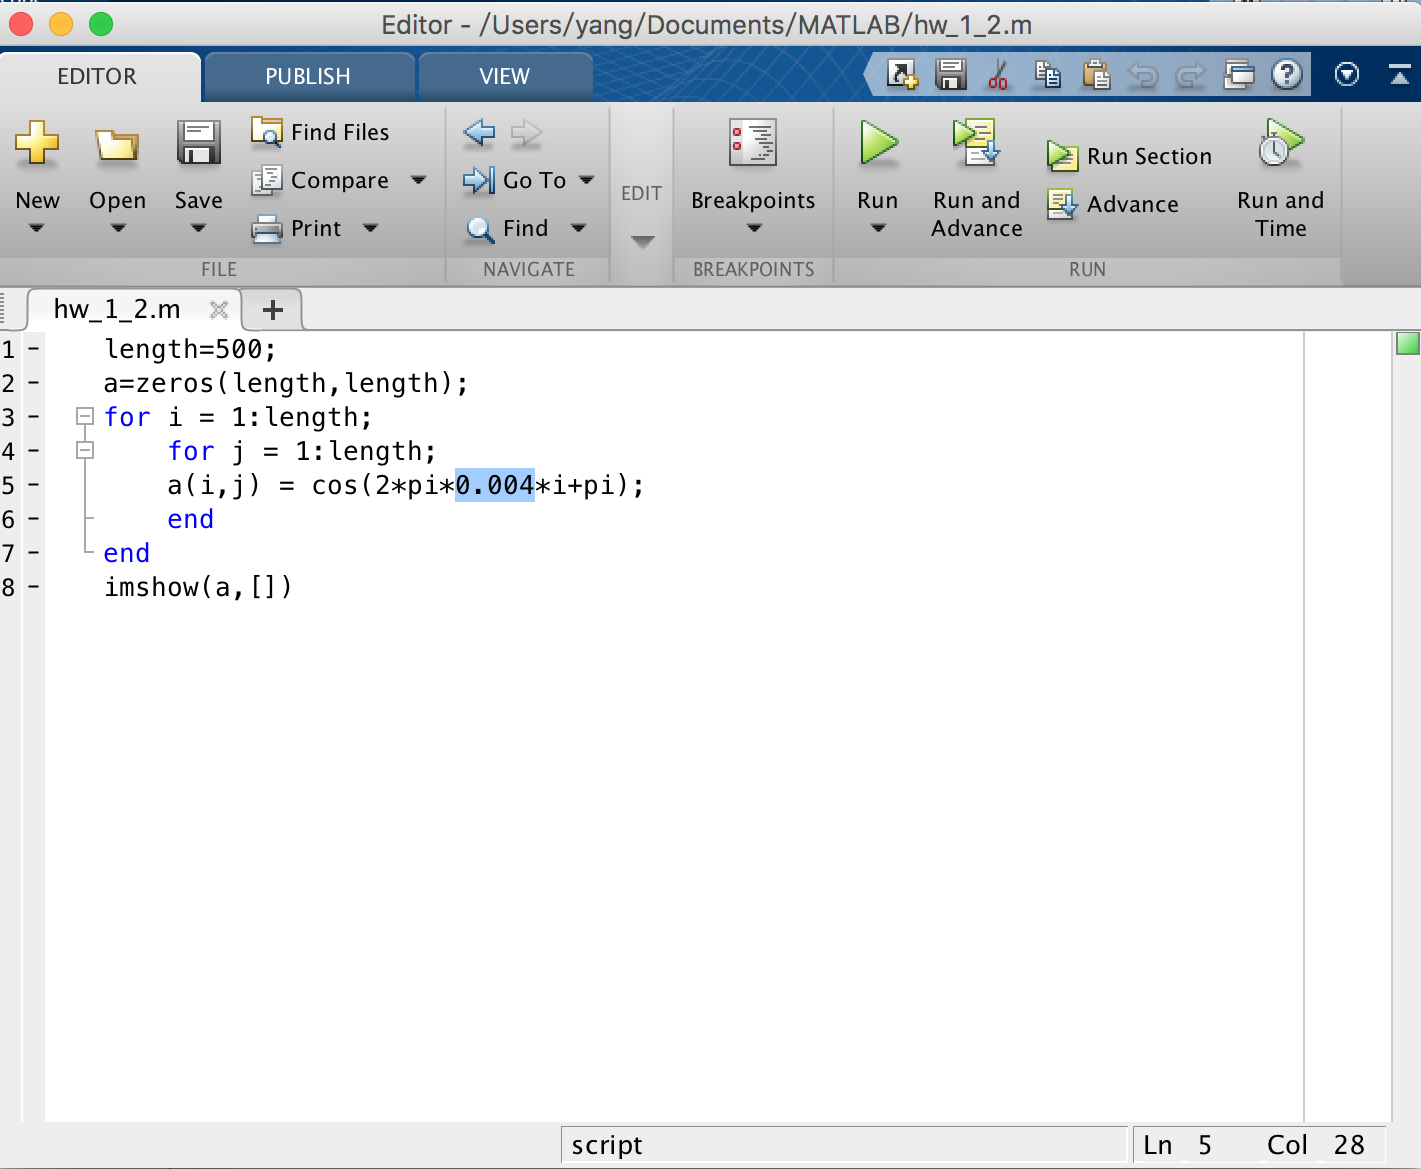 Editor - /Users/yang/Documents/MATLAB/hw_1_2.m
EDITOR PUBLISH VIEW
New Open Save Find Files Compare Print
FILE
Go To Find
NAVIGATE
EDIT
Breakpoints
BREAKPOINTS
Run Run and Advance Run Section Advance Run and Time
RUN
hw_1_2.m
1 length=500;
2 a=zeros(length,length);
3 for i = 1:length;
4 for j = 1:length;
5 a(i,j) = cos(2*pi*0.004*i+pi);
6 end
7 end
8 imshow(a,[])
script Ln 5 Col 28